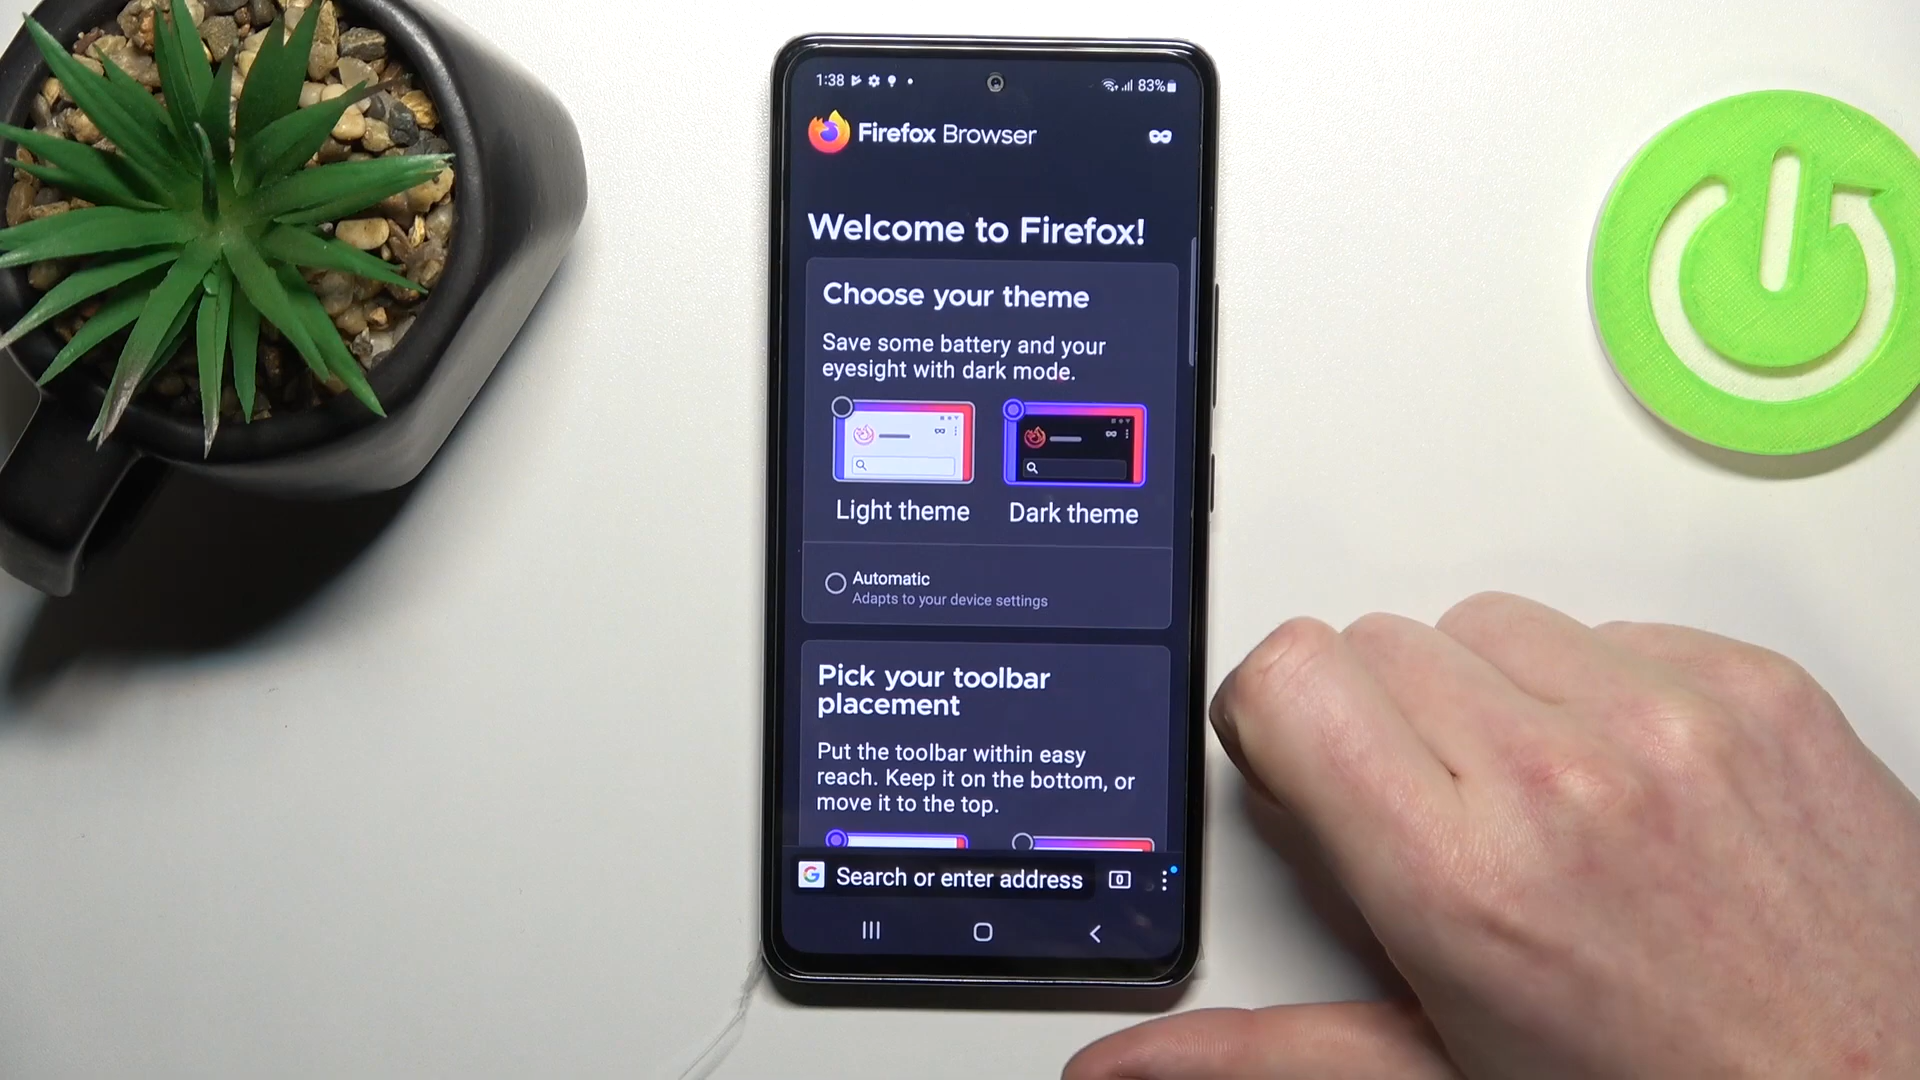 1:38 83%
Firefox Browser
Welcome to Firefox!
Choose your theme
Save some battery and your
eyesight with dark mode.
Light theme Dark theme
Automatic
Adapts to your device settings
Pick your toolbar
placement
Put the toolbar within easy
reach. Keep it on the bottom, or
move it to the top.
G Search or enter address 0